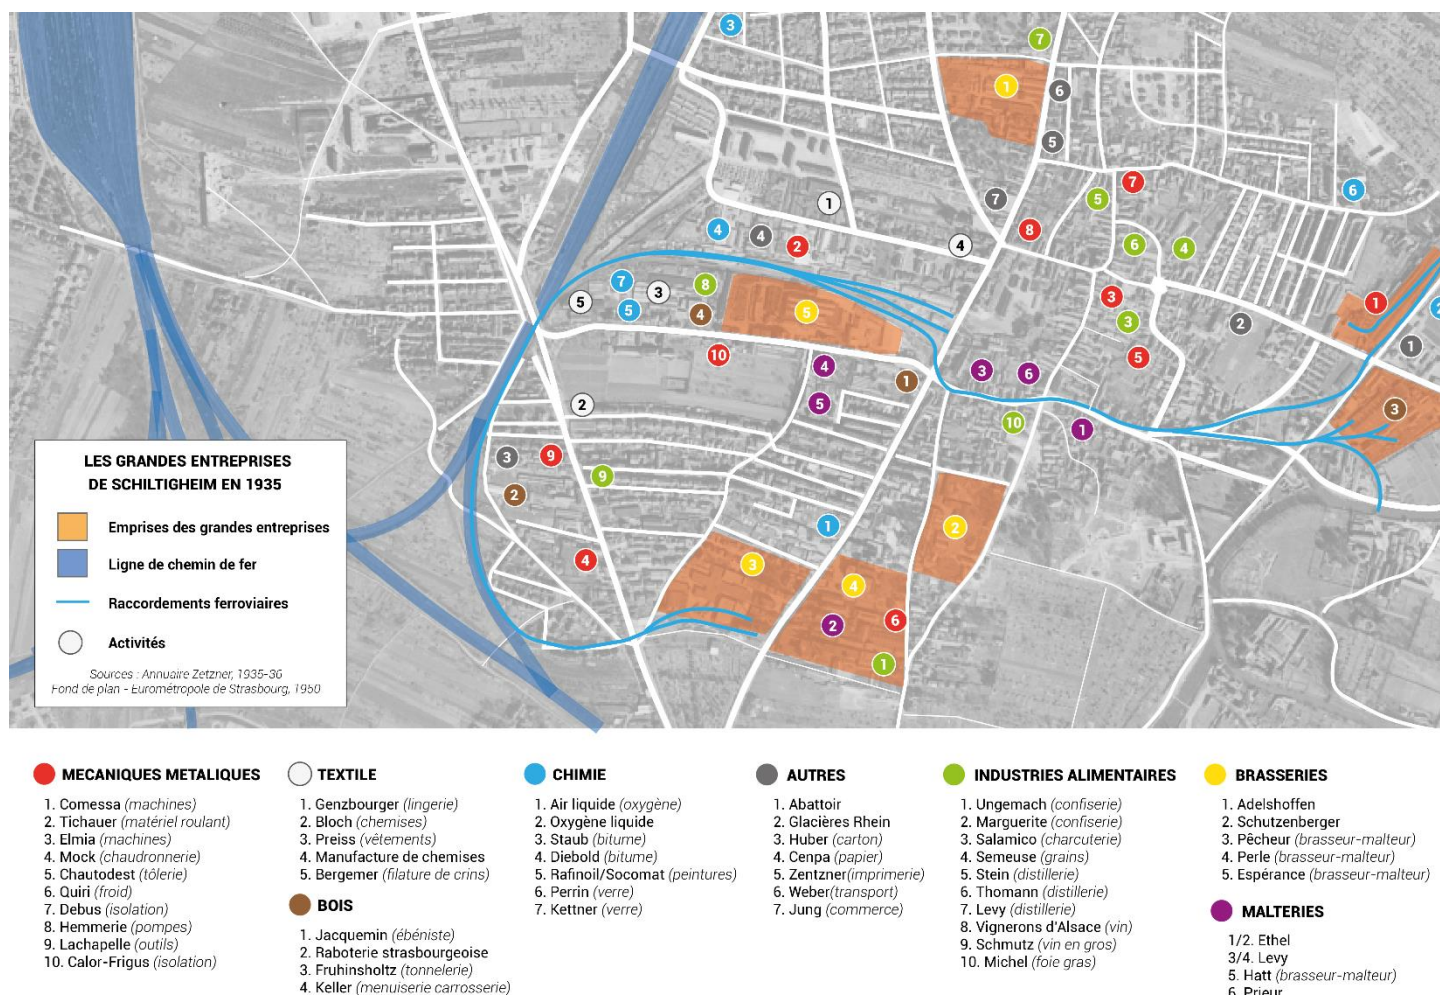 LES GRANDES ENTREPRISES
DE SCHILTIGHEIM EN 1935
Emprises des grandes entreprises
Ligne de chemin de fer
Raccordements ferroviaires
Activités
Sources : Annuaire Zetzner, 1935-36
Fond de plan - Eurométropole de Strasbourg, 1950
MECANIQUES METALIQUES
1. Comessa (machines)
2. Tichauer (matériel roulant)
3. Elmia (machines)
4. Mock (chaudronnerie)
5. Chautodest (tôlerie)
6. Quiri (froid)
7. Debus (isolation)
8. Hemmerie (pompes)
9. Lachapelle (outils)
10. Calor-Frigus (isolation)
TEXTILE
1. Genzbourger (lingerie)
2. Bloch (chemises)
3. Preiss (vêtements)
4. Manufacture de chemises
5. Bergemer (filature de crins)
BOIS
1. Jacquemin (ébéniste)
2. Raboterie strasbourgeoise
3. Fruhinsholtz (tonnelerie)
4. Keller (menuiserie carrosserie)
CHIMIE
1. Air liquide (oxygène)
2. Oxygène liquide
3. Staub (bitume)
4. Diebold (bitume)
5. Rafinoil/Socomat (peintures)
6. Perrin (verre)
7. Kettner (verre)
AUTRES
1. Abattoir
2. Glacières Rhein
3. Huber (carton)
4. Cenpa (papier)
5. Zentzner(imprimerie)
6. Weber(transport)
7. Jung (commerce)
INDUSTRIES ALIMENTAIRES
1. Ungemach (confiserie)
2. Marguerite (confiserie)
3. Salamico (charcuterie)
4. Semeuse (grains)
5. Stein (distillerie)
6. Thomann (distillerie)
7. Levy (distillerie)
8. Vignerons d'Alsace (vin)
9. Schmutz (vin en gros)
10. Michel (foie gras)
BRASSERIES
1. Adelshoffen
2. Schutzenberger
3. Pêcheur (brasseur-malteur)
4. Perle (brasseur-malteur)
5. Espérance (brasseur-malteur)
MALTERIES
1/2. Ethel
3/4. Levy
5. Hatt (brasseur-malteur)
6. Prieur